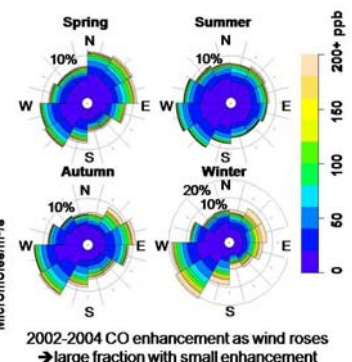 Spring Summer
N N
10% 10%
W E W E
S S
Autumn Winter
N N
10% 20%
10%
W E W E
S S
200+ ppb
150
100
50
0
2002-2004 CO enhancement as wind roses
➔large fraction with small enhancement